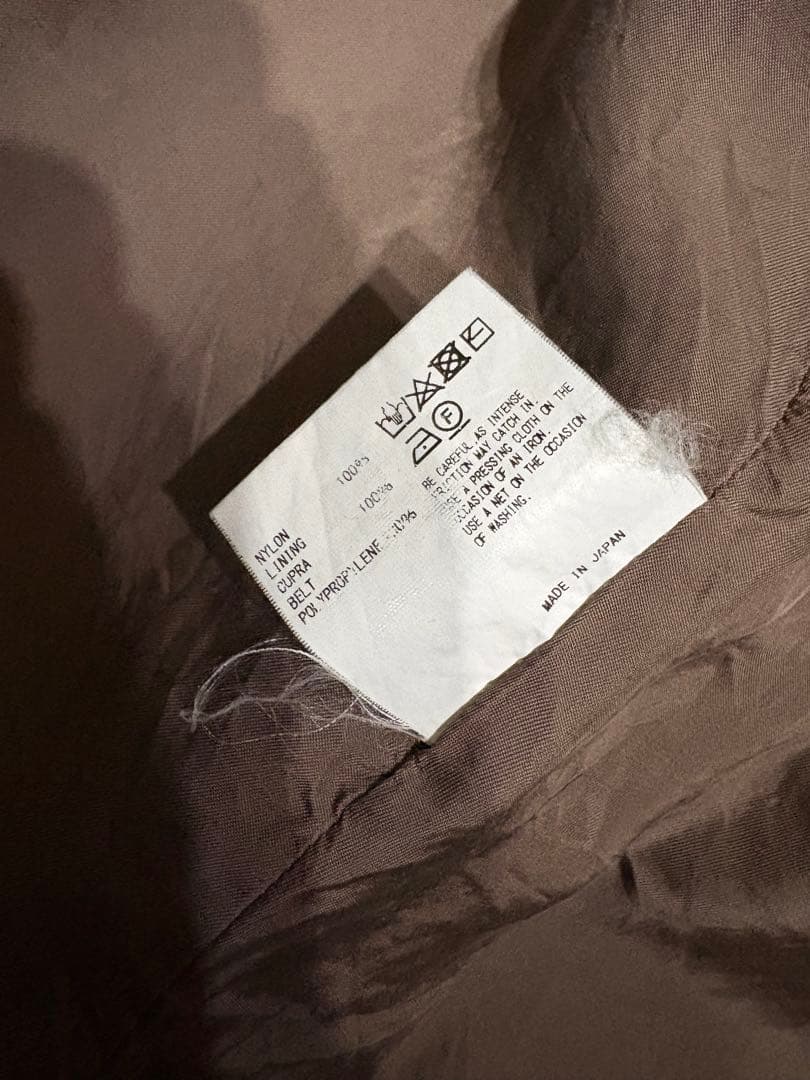 NYLON 100%
LINING
CUPRA 100%
BELT
POLYPROPYLENE 100%
F
BE CAREFUL AS INTENSE
FRICTION MAY CATCH IN.
USE A PRESSING CLOTH ON THE
OCCASION OF AN IRON.
USE A NET ON THE OCCASION
OF WASHING.
MADE IN JAPAN